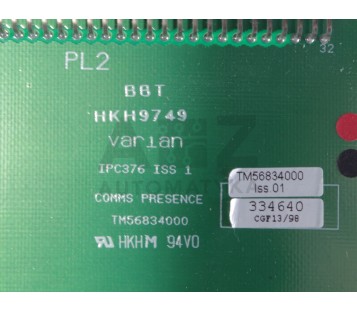 32
PL2
BBT
HKH9749
varian
IPC376 ISS 1
COMMS PRESENCE
TM56834000
HKHM 94V0
TM56834000
Iss 01
334640
CGF13/98